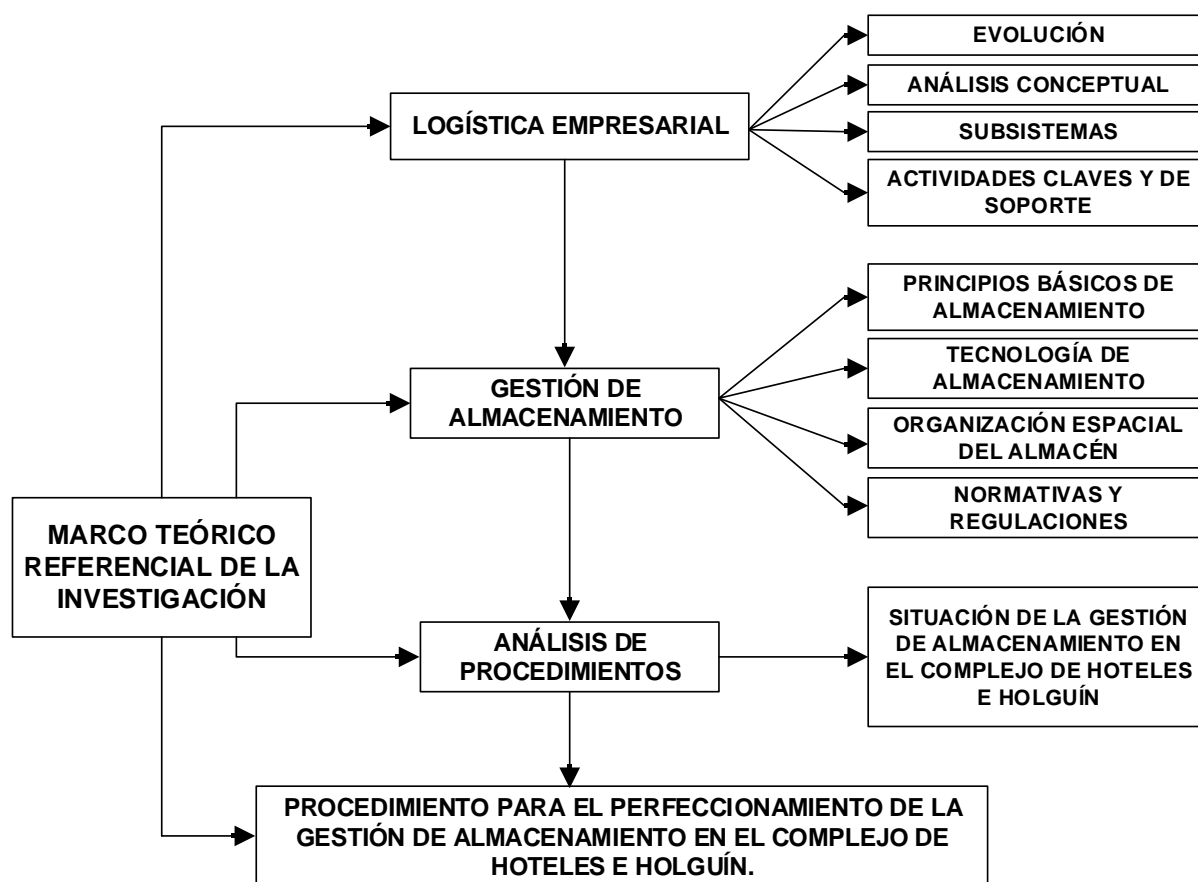 EVOLUCIÓN
ANÁLISIS CONCEPTUAL
LOGÍSTICA EMPRESARIAL
SUBSISTEMAS
ACTIVIDADES CLAVES Y DE
SOPORTE
PRINCIPIOS BÁSICOS DE
ALMACENAMIENTO
TECNOLOGÍA DE
ALMACENAMIENTO
GESTIÓN DE
ALMACENAMIENTO
ORGANIZACIÓN ESPACIAL
DEL ALMACÉN
NORMATIVAS Y
REGULACIONES
MARCO TEÓRICO
REFERENCIAL DE LA
INVESTIGACIÓN
ANÁLISIS DE
PROCEDIMIENTOS
SITUACIÓN DE LA GESTIÓN
DE ALMACENAMIENTO EN
EL COMPLEJO DE HOTELES
E HOLGUÍN
PROCEDIMIENTO PARA EL PERFECCIONAMIENTO DE LA
GESTIÓN DE ALMACENAMIENTO EN EL COMPLEJO DE
HOTELES E HOLGUÍN.